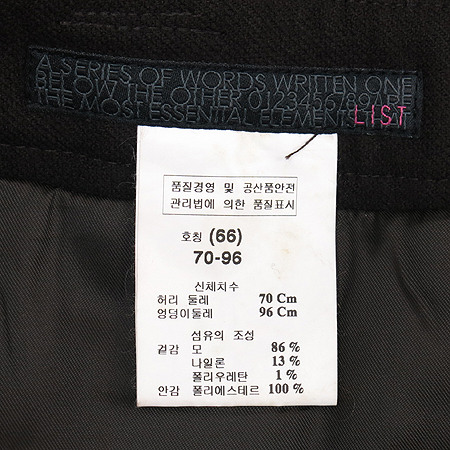 A SERIES OF WORDS WRITTEN ONE
BELOW THE OTHER 0123456789 THE
THE MOST ESSENTIAL ELEMENTS THAT
LIST
품질경영 및 공산품안전
관리법에 의한 품질표시
호칭 (66)
70-96
신체치수
허리 둘레 70 Cm
엉덩이둘레 96 Cm
섬유의 조성
겉감 모 86 %
나일론 13 %
폴리우레탄 1 %
안감 폴리에스테르 100 %